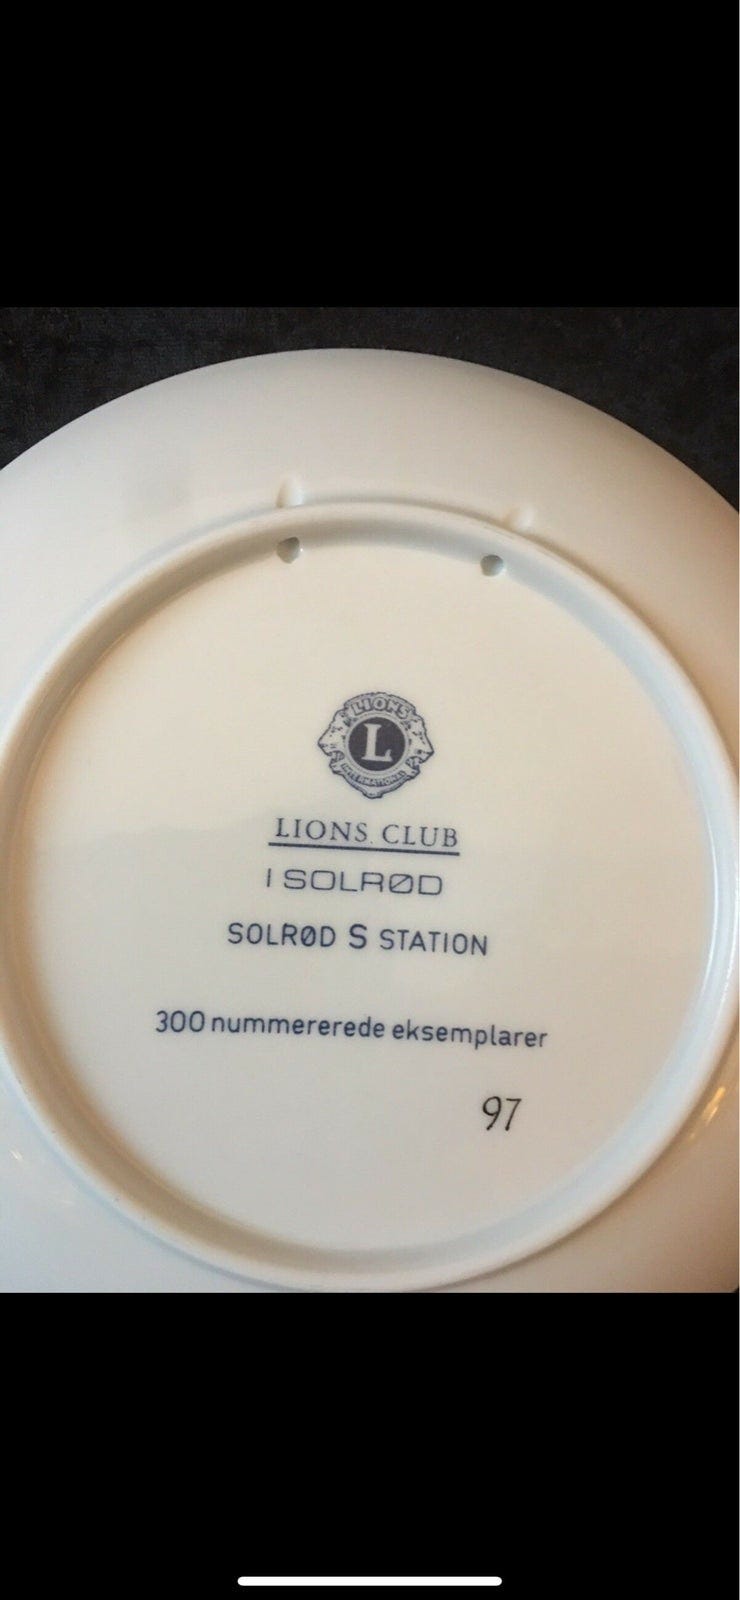 LIONS
L
INTERNATIONAL
LIONS CLUB
I SOLRØD
SOLRØD S STATION
300 nummererede eksemplarer
97